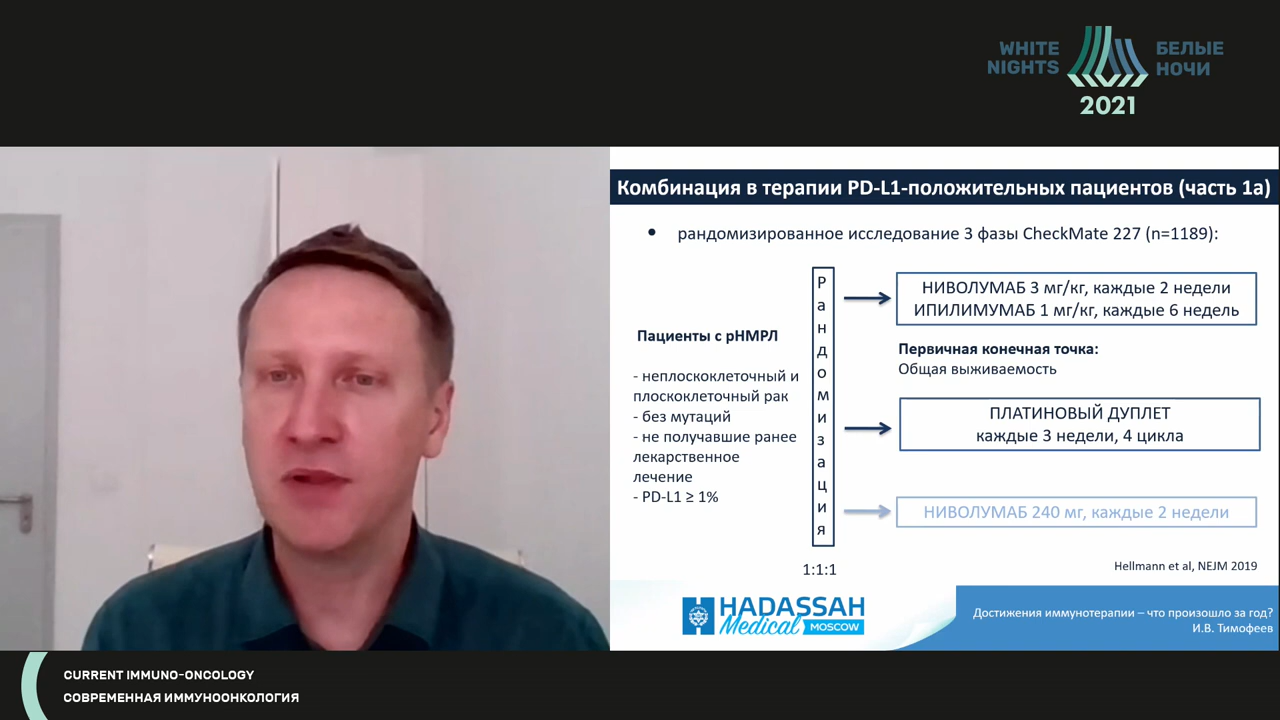 WHITE NIGHTS
БЕЛЫЕ НОЧИ
2021
Комбинация в терапии PD-L1-положительных пациентов (часть 1а)
• рандомизированное исследование 3 фазы CheckMate 227 (n=1189):
Пациенты с рНМРЛ
- неплоскоклеточный и
плоскоклеточный рак
- без мутаций
- не получавшие ранее
лекарственное
лечение
- PD-L1 ≥ 1%
Рандомизация
1:1:1
НИВОЛУМАБ 3 мг/кг, каждые 2 недели
ИПИЛИМУМАБ 1 мг/кг, каждые 6 недель
Первичная конечная точка:
Общая выживаемость
ПЛАТИНОВЫЙ ДУПЛЕТ
каждые 3 недели, 4 цикла
НИВОЛУМАБ 240 мг, каждые 2 недели
Hellmann et al, NEJM 2019
HADASSAH
Medical MOSCOW
Достижения иммунотерапии – что произошло за год?
И.В. Тимофеев
CURRENT IMMUNO-ONCOLOGY
СОВРЕМЕННАЯ ИММУНООНКОЛОГИЯ